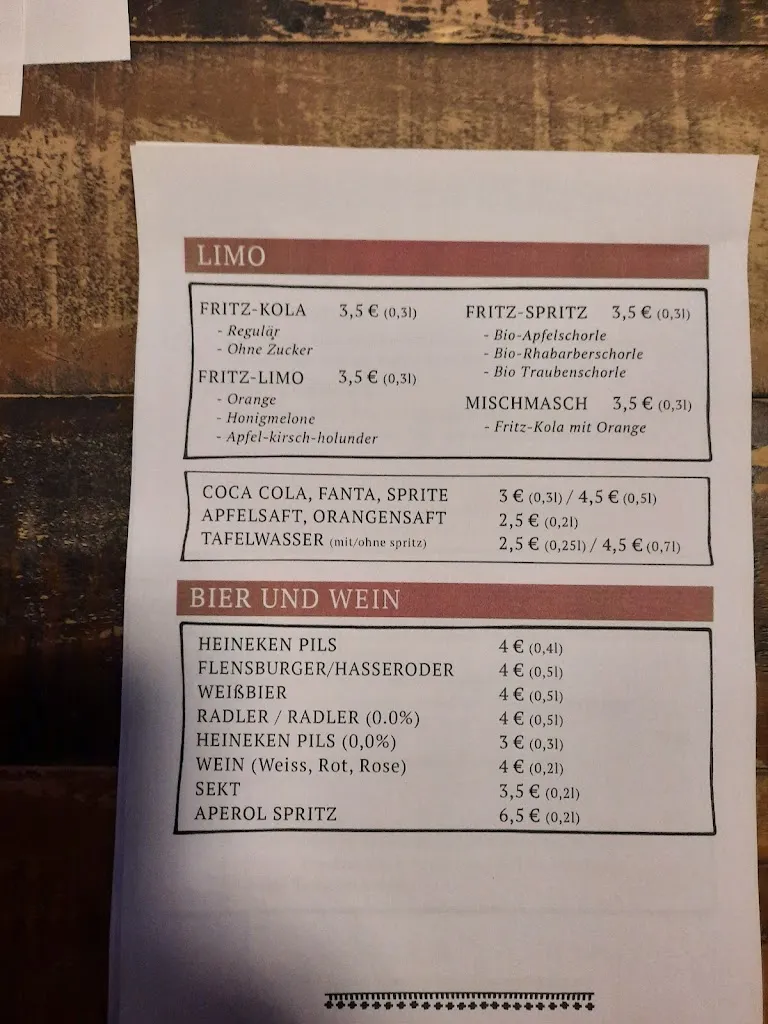 LIMO
FRITZ-KOLA 3,5 € (0,3l)
- Regulär
- Ohne Zucker
FRITZ-LIMO 3,5 € (0,3l)
- Orange
- Honigmelone
- Apfel-kirsch-holunder
FRITZ-SPRITZ 3,5 € (0,3l)
- Bio-Apfelschorle
- Bio-Rhabarberschorle
- Bio Traubenschorle
MISCHMASCH 3,5 € (0,3l)
- Fritz-Kola mit Orange
COCA COLA, FANTA, SPRITE 3 € (0,3l) / 4,5 € (0,5l)
APFELSAFT, ORANGENSAFT 2,5 € (0,2l)
TAFELWASSER (mit/ohne spritz) 2,5 € (0,25l) / 4,5 € (0,7l)
BIER UND WEIN
HEINEKEN PILS 4 € (0,4l)
FLENSBURGER/HASSERODER 4 € (0,5l)
WEIßBIER 4 € (0,5l)
RADLER / RADLER (0.0%) 4 € (0,5l)
HEINEKEN PILS (0,0%) 3 € (0,3l)
WEIN (Weiss, Rot, Rose) 4 € (0,2l)
SEKT 3,5 € (0,2l)
APEROL SPRITZ 6,5 € (0,2l)